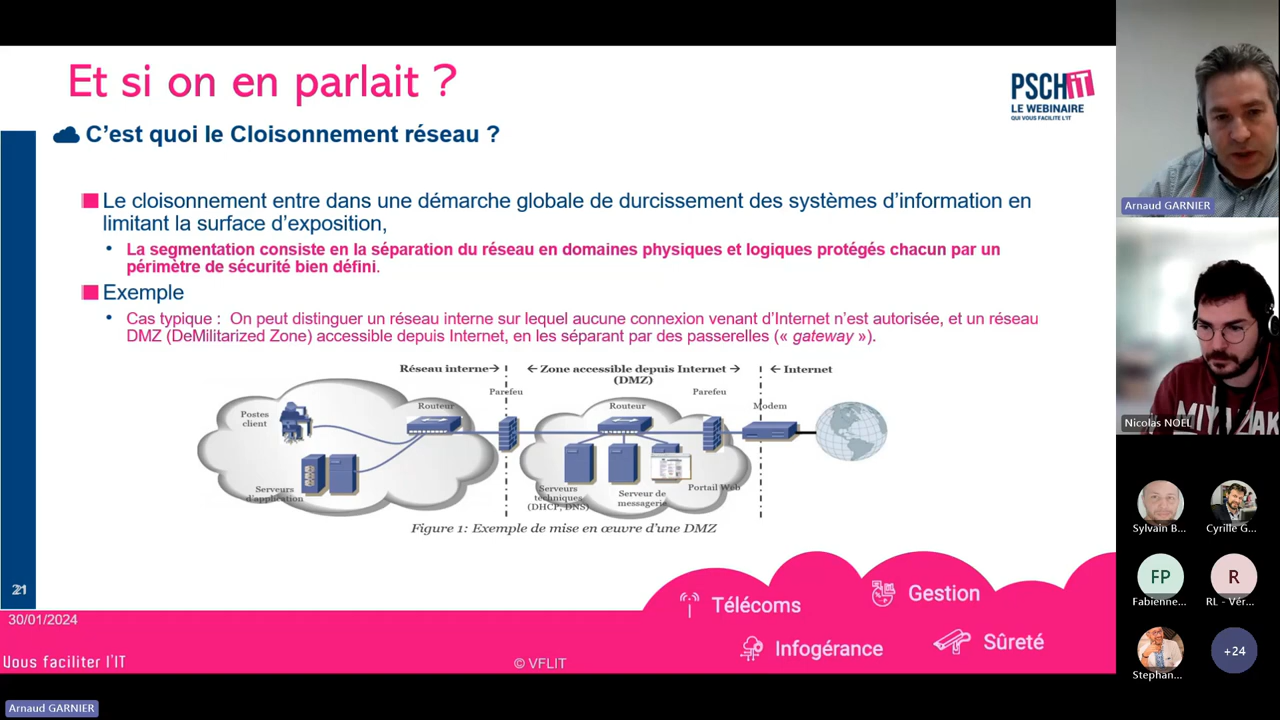 Et si on en parlait ?
PSCHIT
LE WEBINAIRE
QUI VOUS FACILITE L'IT
C'est quoi le Cloisonnement réseau ?
Le cloisonnement entre dans une démarche globale de durcissement des systèmes d'information en
limitant la surface d'exposition,
• La segmentation consiste en la séparation du réseau en domaines physiques et logiques protégés chacun par un
périmètre de sécurité bien défini.
Exemple
• Cas typique : On peut distinguer un réseau interne sur lequel aucune connexion venant d'Internet n'est autorisée, et un réseau
DMZ (DeMilitarized Zone) accessible depuis Internet, en les séparant par des passerelles (« gateway »).
Réseau interne
Zone accessible depuis Internet
(DMZ)
Internet
Parefeu
Parefeu
Postes
client
Routeur
Routeur
Modem
Serveurs
d'application
Serveurs
techniques
(DHCP, DNS)
Serveur de
messagerie
Portail Web
Figure 1: Exemple de mise en œuvre d'une DMZ
21
30/01/2024
Vous faciliter l'IT
© VFLIT
Télécoms
Gestion
Infogérance
Sûreté
Arnaud GARNIER
Arnaud GARNIER
Nicolas NOEL
MIYAZAK
Sylvain B...
Cyrille G...
FP
R
Fabienne...
RL - Vér...
Stephan...
+24